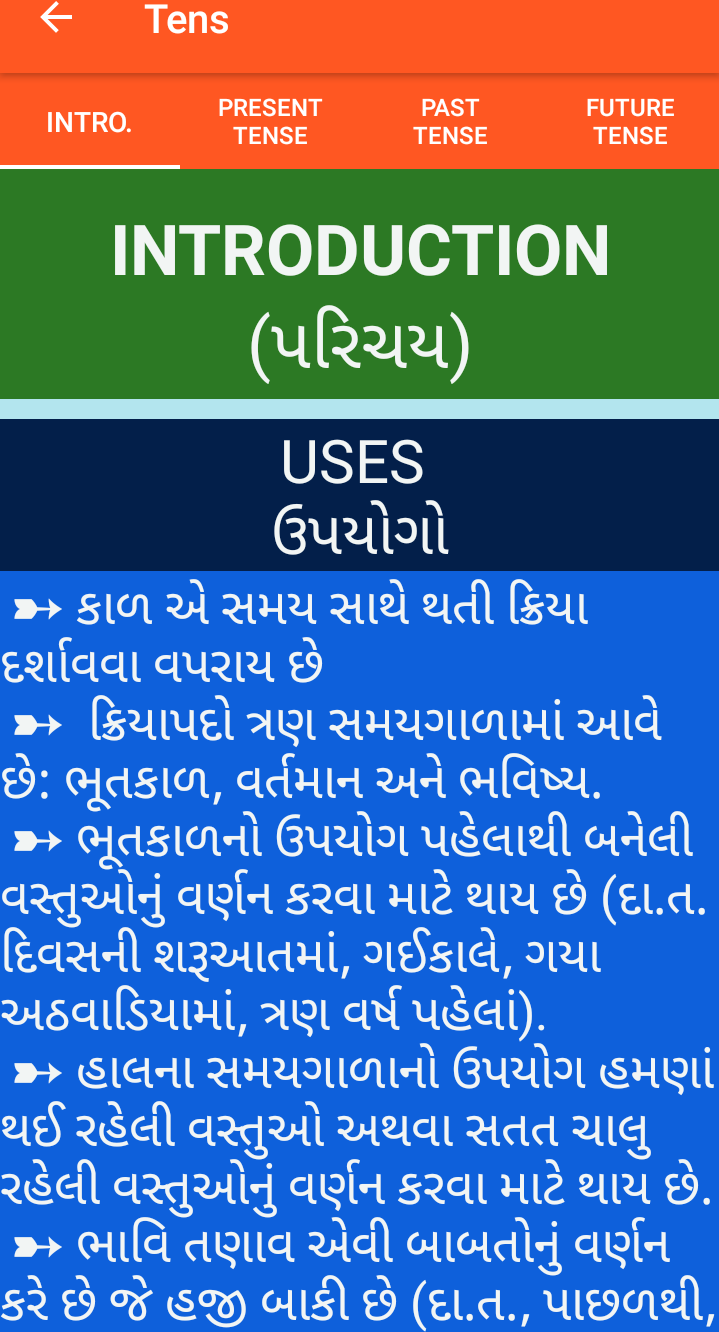 Tens
INTRO.
PRESENT
TENSE
PAST
TENSE
FUTURE
TENSE
INTRODUCTION
(પરિચય)
USES
ઉપયોગો
➽ કાળ એ સમય સાથે થતી ક્રિયા
દર્શાવવા વપરાય છે
➽ ક્રિયાપદો ત્રણ સમયગાળામાં આવે
છે: ભૂતકાળ, વર્તમાન અને ભવિષ્ય.
➽ ભૂતકાળનો ઉપયોગ પહેલાથી બનેલી
વસ્તુઓનું વર્ણન કરવા માટે થાય છે (દા.ત.
દિવસની શરૂઆતમાં, ગઈકાલે, ગયા
અઠવાડિયામાં, ત્રણ વર્ષ પહેલાં).
➽ હાલના સમયગાળાનો ઉપયોગ હમણાં
થઈ રહેલી વસ્તુઓ અથવા સતત ચાલુ
રહેલી વસ્તુઓનું વર્ણન કરવા માટે થાય છે.
➽ ભાવિ તણાવ એવી બાબતોનું વર્ણન
કરે છે જે હજી બાકી છે (દા.ત., પાછળથી,